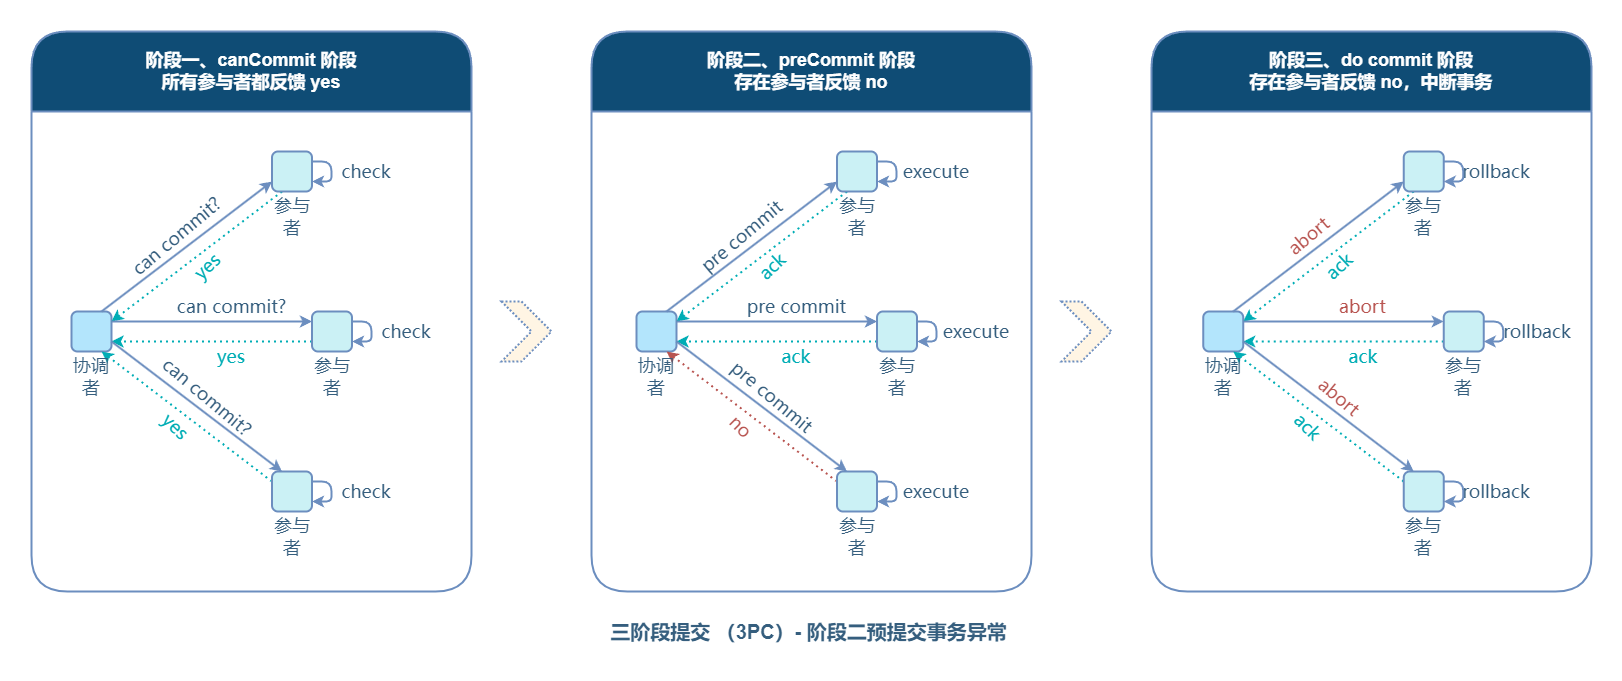 阶段一、canCommit 阶段
所有参与者都反馈 yes
check
参与
者
can commit?
yes
can commit?
check
yes
协调
者
参与
者
can commit?
yes
check
参与
者
阶段二、preCommit 阶段
存在参与者反馈 no
execute
参与
者
pre commit
ack
pre commit
execute
ack
协调
者
参与
者
pre commit
no
execute
参与
者
阶段三、do commit 阶段
存在参与者反馈 no，中断事务
rollback
参与
者
abort
ack
abort
rollback
ack
协调
者
参与
者
abort
ack
rollback
参与
者
三阶段提交 （3PC）- 阶段二预提交事务异常